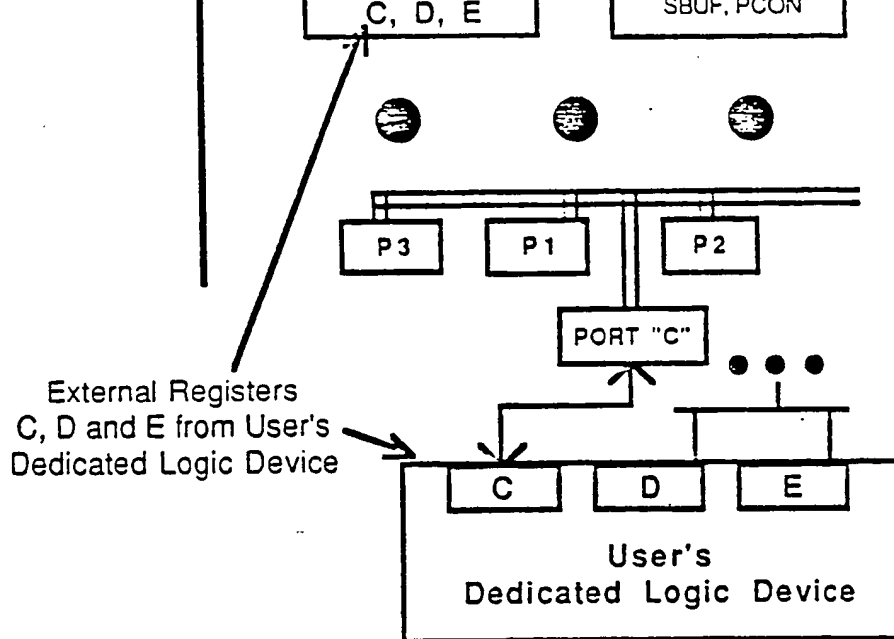 C, D, E
SBUF, PCON
P3
P1
P2
PORT "C"
External Registers
C, D and E from User's
Dedicated Logic Device
C
D
E
User's
Dedicated Logic Device